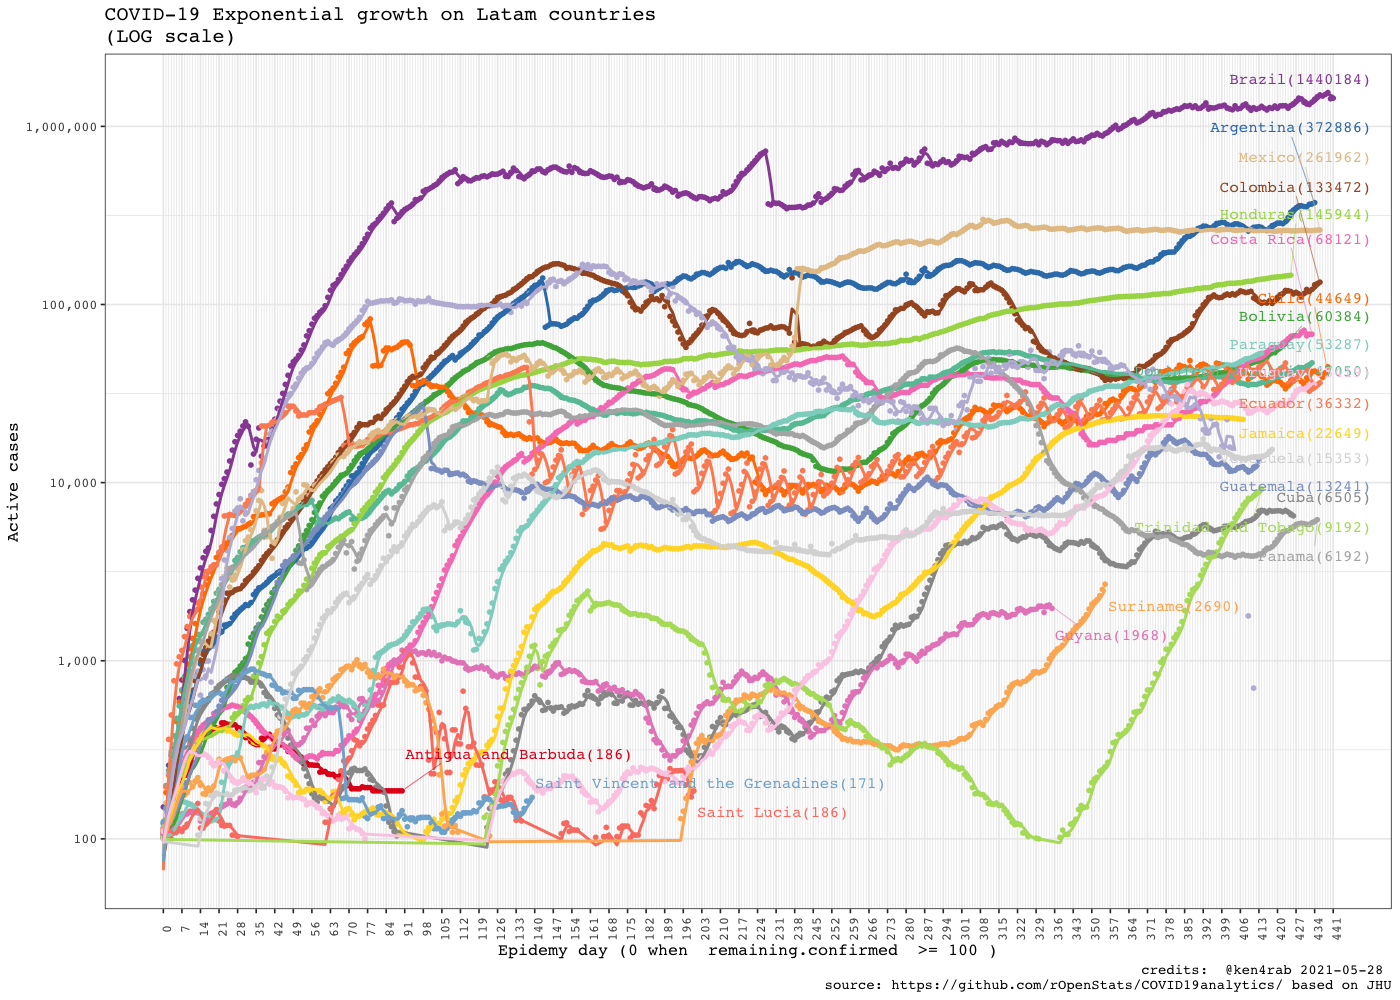 COVID-19 Exponential growth on Latam countries
(LOG scale)
Brazil(1440184)
1,000,000
Argentina(372886)
Mexico(261962)
Colombia(133472)
Honduras(145944)
Costa Rica(68121)
100,000
Chile(44649)
Bolivia(60384)
Paraguay(53287)
Ecuador(36332)
Jamaica(22649)
(15353)
10,000
Guatemala(13241)
Cuba(6505)
Trinidad and Tobago(9192)
Panama(6192)
Suriname(2690)
Guyana(1968)
1,000
Antigua and Barbuda(186)
Saint Vincent and the Grenadines(171)
Saint Lucia(186)
100
Active cases
0 7 14 21 28 35 42 49 56 63 70 77 84 91 98 105 112 119 126 133 140 147 154 161 168 175 182 189 196 203 210 217 224 231 238 245 252 259 266 273 280 287 294 301 308 315 322 329 336 343 350 357 364 371 378 385 392 399 406 413 420 427 434 441
Epidemy day (0 when remaining.confirmed >= 100 )
credits: @ken4rab 2021-05-28
source: https://github.com/rOpenStats/COVID19analytics/ based on JHU